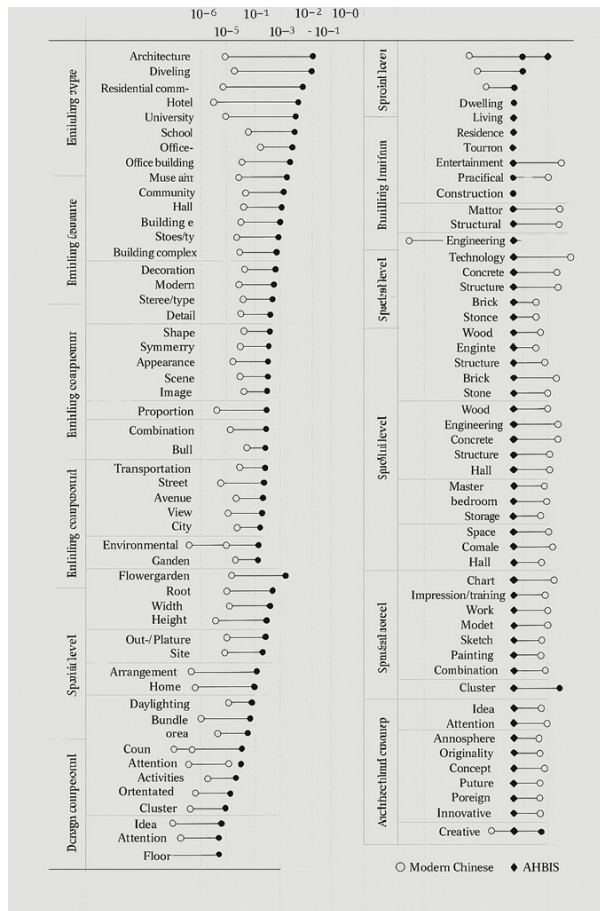 10-6 10-1 10-2 10-0
10-5 10-3 - 10-1
Architecture
Diveling
Residential comm-
Hotel
University
School
Office-
Office building
Muse aim
Community
Hall
Building e
Stoes/ty
Building complex
Decoration
Modern
Steree/type
Detail
Shape
Symmerry
Appearance
Scene
Image
Proportion
Combination
Bull
Transportation
Street
Avenue
View
City
Environmental
Ganden
Flowergarden
Root
Width
Height
Out-/Plature
Site
Arrangement
Home
Daylighting
Bundle
orea
Coun
Attention
Activities
Ortentated
Cluster
Idea
Attention
Floor
Dwelling
Living
Residence
Tourron
Entertainment
Pracifical
Construction
Mattor
Structural
Engineering
Technology
Concrete
Structure
Brick
Stonce
Wood
Enginte
Structure
Brick
Stone
Wood
Engineering
Concrete
Structure
Hall
Master
bedroom
Storage
Space
Comale
Hall
Chart
Impression/training
Work
Modet
Sketch
Painting
Combination
Cluster
Idea
Attention
Annosphere
Originality
Concept
Puture
Poreign
Innovative
Creative
level
level
level
level
Modern Chinese AHBIS